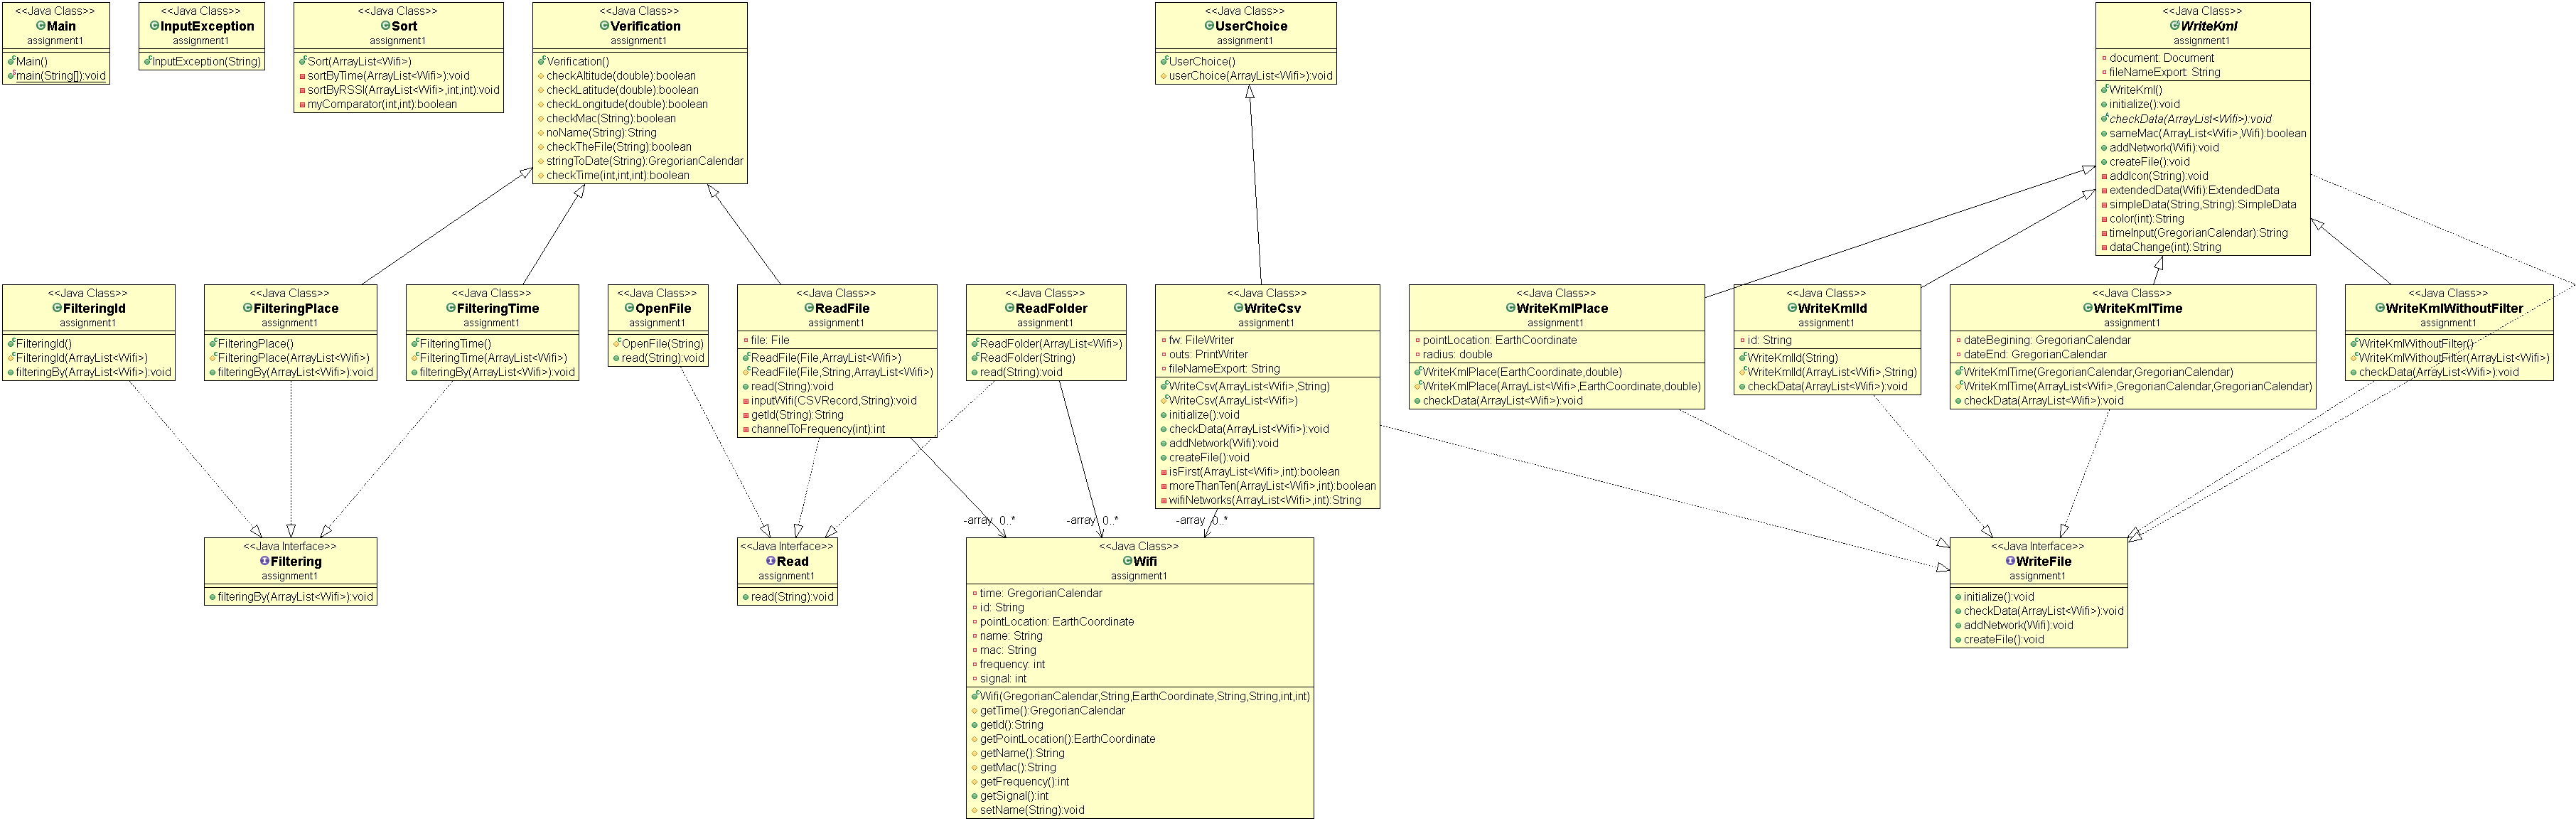 <<Java Class>>
Main
assignment1
Main()
main(String[]):void
<<Java Class>>
InputException
assignment1
InputException(String)
<<Java Class>>
Sort
assignment1
Sort(ArrayList<Wifi>)
sortByTime(ArrayList<Wifi>):void
sortByRSSI(ArrayList<Wifi>,int,int):void
myComparator(int,int):boolean
<<Java Class>>
Verification
assignment1
Verification()
checkAltitude(double):boolean
checkLatitude(double):boolean
checkLongitude(double):boolean
checkMac(String):boolean
noName(String):String
checkTheFile(String):boolean
stringToDate(String):GregorianCalendar
checkTime(int,int,int):boolean
<<Java Class>>
UserChoice
assignment1
UserChoice()
userChoice(ArrayList<Wifi>):void
<<Java Class>>
WriteKml
assignment1
document: Document
fileNameExport: String
WriteKml()
initialize():void
checkData(ArrayList<Wifi>):void
sameMac(ArrayList<Wifi>,Wifi):boolean
addNetwork(Wifi):void
createFile():void
addIcon(String):void
extendedData(Wifi):ExtendedData
simpleData(String,String):SimpleData
color(int):String
timeInput(GregorianCalendar):String
dataChange(int):String
<<Java Class>>
FilteringId
assignment1
FilteringId()
FilteringId(ArrayList<Wifi>)
filteringBy(ArrayList<Wifi>):void
<<Java Class>>
FilteringPlace
assignment1
FilteringPlace()
FilteringPlace(ArrayList<Wifi>)
filteringBy(ArrayList<Wifi>):void
<<Java Class>>
FilteringTime
assignment1
FilteringTime()
FilteringTime(ArrayList<Wifi>)
filteringBy(ArrayList<Wifi>):void
<<Java Class>>
OpenFile
assignment1
OpenFile(String)
read(String):void
<<Java Class>>
ReadFile
assignment1
file: File
ReadFile(File,ArrayList<Wifi>)
ReadFile(File,String,ArrayList<Wifi>)
read(String):void
inputWifi(CSVRecord,String):void
getId(String):String
channelToFrequency(int):int
<<Java Class>>
ReadFolder
assignment1
ReadFolder(ArrayList<Wifi>)
ReadFolder(String)
read(String):void
<<Java Class>>
WriteCsv
assignment1
fw: FileWriter
outs: PrintWriter
fileNameExport: String
WriteCsv(ArrayList<Wifi>,String)
WriteCsv(ArrayList<Wifi>)
initialize():void
checkData(ArrayList<Wifi>):void
addNetwork(Wifi):void
createFile():void
isFirst(ArrayList<Wifi>,int):boolean
moreThanTen(ArrayList<Wifi>,int):boolean
wifiNetworks(ArrayList<Wifi>,int):String
<<Java Class>>
WriteKmlPlace
assignment1
pointLocation: EarthCoordinate
radius: double
WriteKmlPlace(EarthCoordinate,double)
WriteKmlPlace(ArrayList<Wifi>,EarthCoordinate,double)
checkData(ArrayList<Wifi>):void
<<Java Class>>
WriteKmlId
assignment1
id: String
WriteKmlId(String)
WriteKmlId(ArrayList<Wifi>,String)
checkData(ArrayList<Wifi>):void
<<Java Class>>
WriteKmlTime
assignment1
dateBegining: GregorianCalendar
dateEnd: GregorianCalendar
WriteKmlTime(GregorianCalendar,GregorianCalendar)
WriteKmlTime(ArrayList<Wifi>,GregorianCalendar,GregorianCalendar)
checkData(ArrayList<Wifi>):void
<<Java Class>>
WriteKmlWithoutFilter
assignment1
WriteKmlWithoutFilter()
WriteKmlWithoutFilter(ArrayList<Wifi>)
checkData(ArrayList<Wifi>):void
-array 0..*
-array 0..*
-array 0..*
<<Java Interface>>
Filtering
assignment1
filteringBy(ArrayList<Wifi>):void
<<Java Interface>>
Read
assignment1
read(String):void
<<Java Class>>
Wifi
assignment1
time: GregorianCalendar
id: String
pointLocation: EarthCoordinate
name: String
mac: String
frequency: int
signal: int
Wifi(GregorianCalendar,String,EarthCoordinate,String,String,int,int)
getTime():GregorianCalendar
getId():String
getPointLocation():EarthCoordinate
getName():String
getMac():String
getFrequency():int
getSignal():int
setName(String):void
<<Java Interface>>
WriteFile
assignment1
initialize():void
checkData(ArrayList<Wifi>):void
addNetwork(Wifi):void
createFile():void